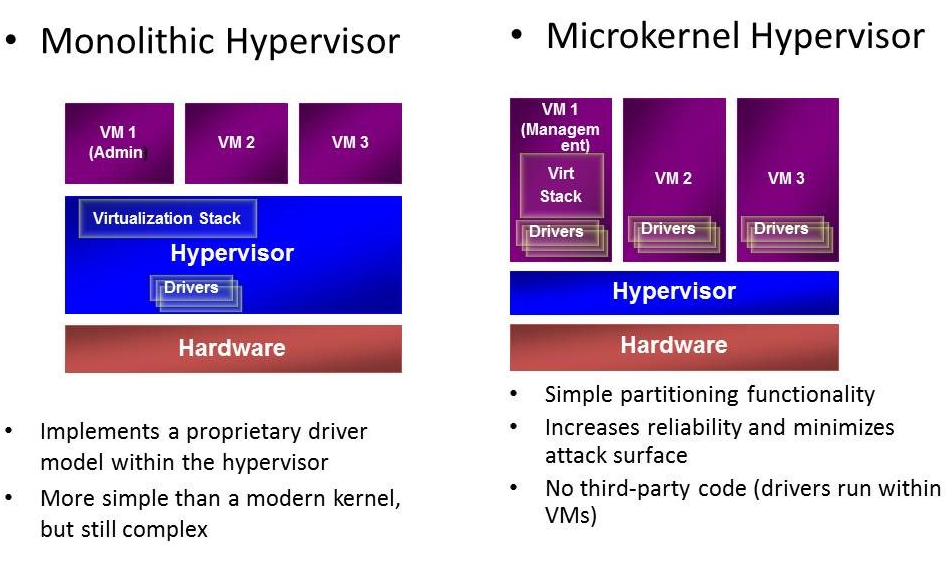 • Monolithic Hypervisor
VM 1
(Admin)
VM 2
VM 3
Virtualization Stack
Hypervisor
Drivers
Hardware
• Implements a proprietary driver
model within the hypervisor
• More simple than a modern kernel,
but still complex
• Microkernel Hypervisor
VM 1
(Managem
ent)
Virt
Stack
Drivers
VM 2
Drivers
VM 3
Drivers
Hypervisor
Hardware
• Simple partitioning functionality
• Increases reliability and minimizes
attack surface
• No third-party code (drivers run within
VMs)